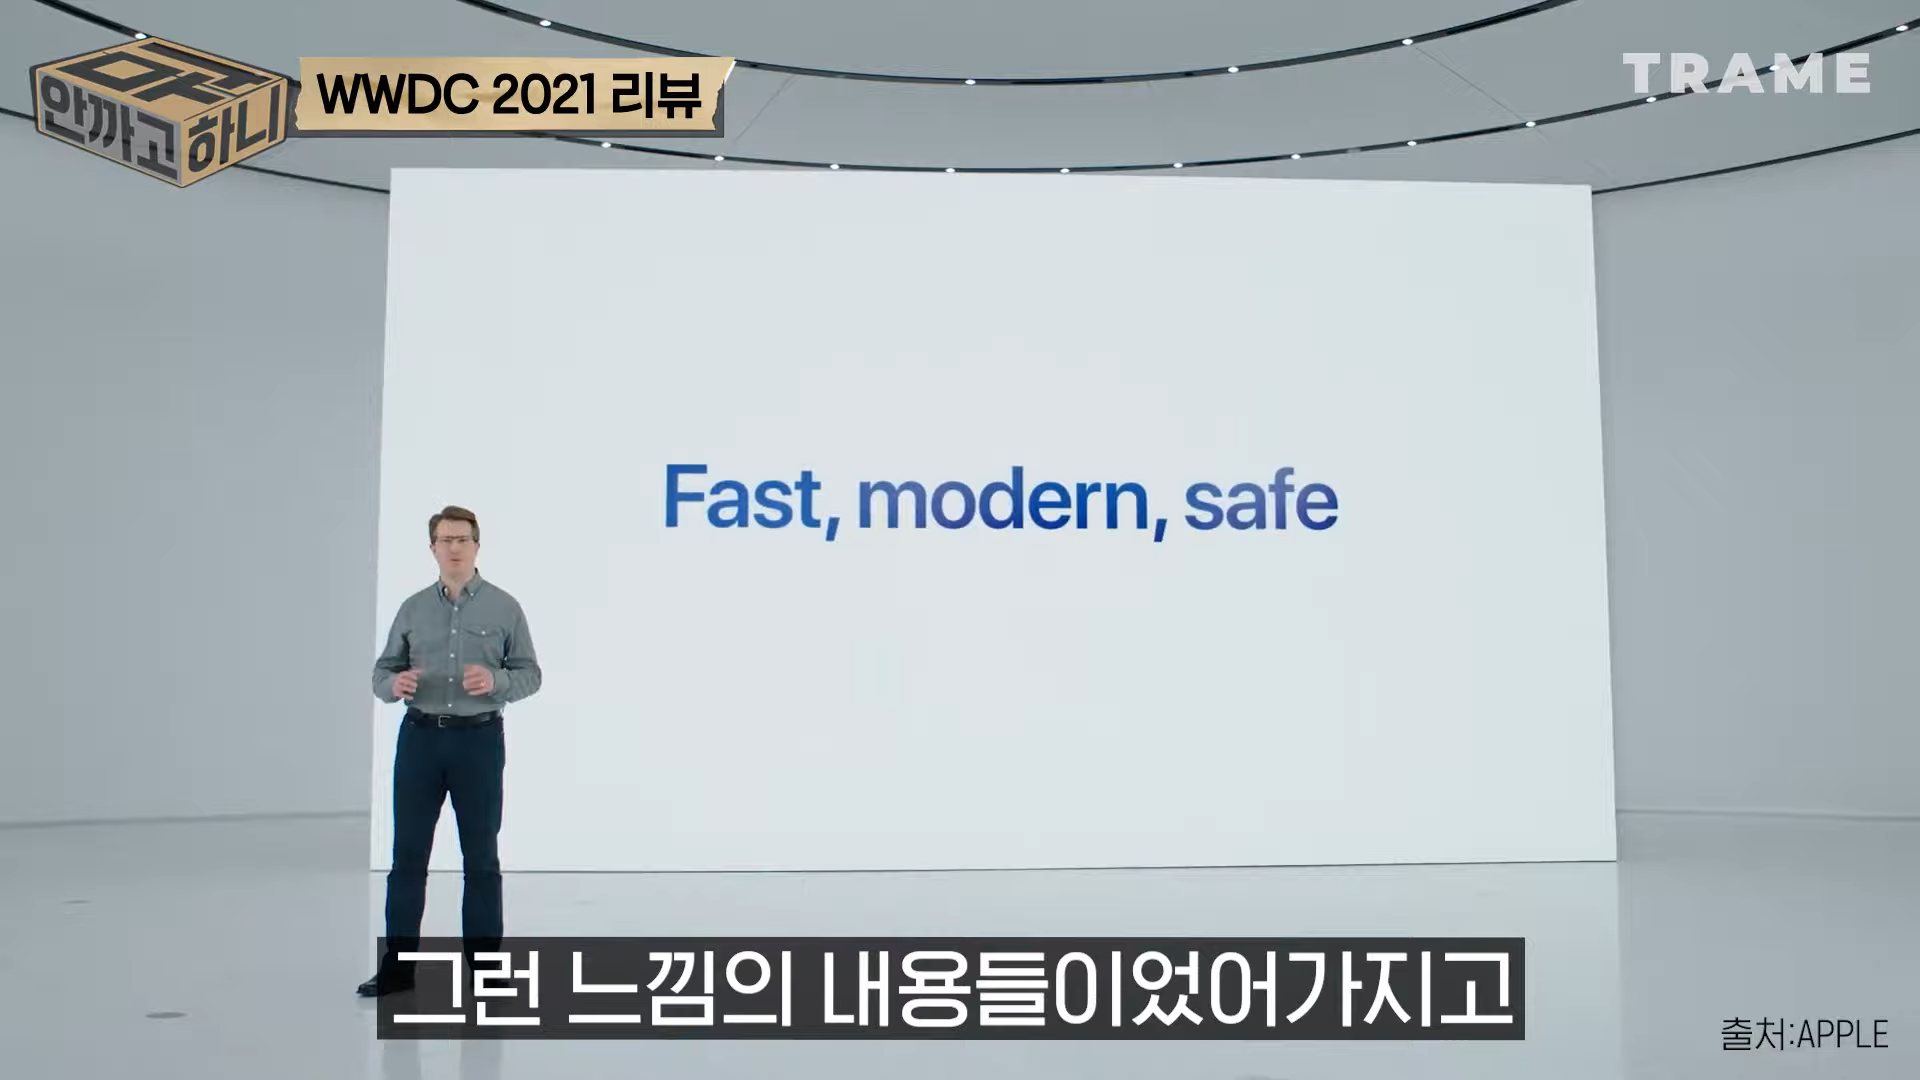 안까고 하니
WWDC 2021 리뷰
TRAME
Fast, modern, safe
그런 느낌의 내용들이었어가지고
출처:APPLE